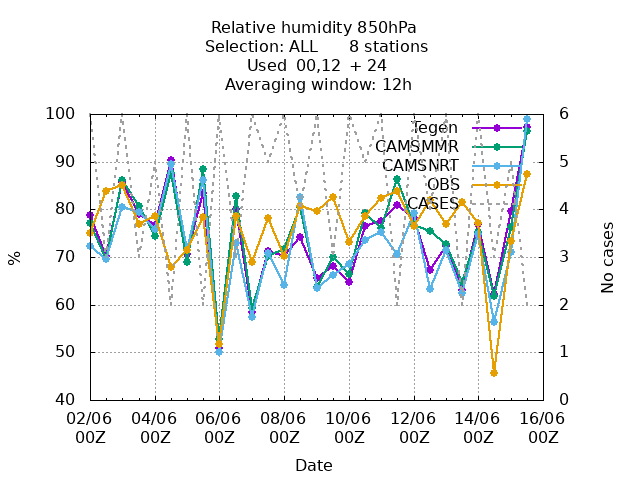 Relative humidity 850hPa
Selection: ALL 8 stations
Used 00,12 + 24
Averaging window: 12h
100 6
Tegen
CAMSMMR
90 CAMSNRT 5
OBS
80 CASES 4
70 3
%
No cases
60 2
50 1
40 0
02/06 04/06 06/06 08/06 10/06 12/06 14/06 16/06
00Z 00Z 00Z 00Z 00Z 00Z 00Z 00Z
Date